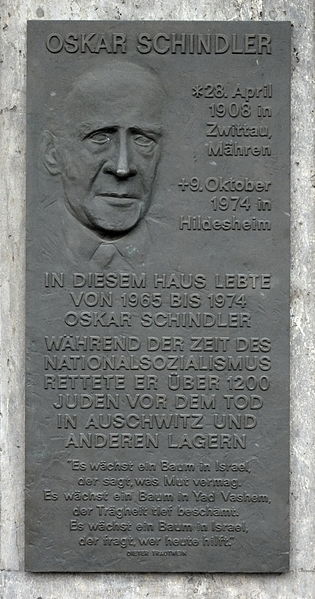 OSKAR SCHINDLER
*28. April
1908 in
Zwittau,
Mähren
+9. Oktober
1974 in
Hildesheim
IN DIESEM HAUS LEBTE
VON 1965 BIS 1974
OSKAR SCHINDLER
WÄHREND DER ZEIT DES
NATIONALSOZIALISMUS
RETTETE ER ÜBER 1200
JUDEN VOR DEM TOD
IN AUSCHWITZ UND
ANDEREN LAGERN
"Es wächst ein Baum in Israel,
der sagt, was Mut vermag.
Es wächst ein Baum in Yad Vashem,
der Trägheit tief beschämt.
Es wächst ein Baum in Israel,
der fragt, wer heute hilft."
DIETER TRAUTWEIN